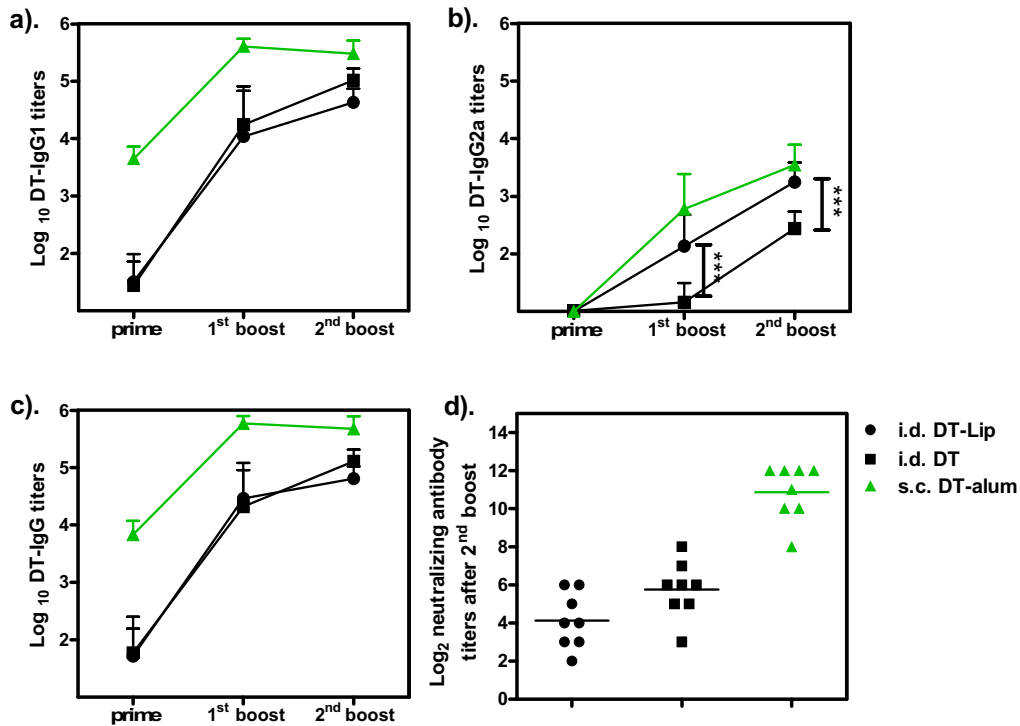 a).
Log 10 DT-IgG1 titers
6
5
4
3
2
prime 1st boost 2nd boost
b).
Log 10 DT-IgG2a titers
6
5
4
3
2
***
***
prime 1st boost 2nd boost
c).
Log 10 DT-IgG titers
6
5
4
3
2
prime 1st boost 2nd boost
d).
Log2 neutralizing antibody
titers after 2nd boost
14
12
10
8
6
4
2
0
i.d. DT-Lip
i.d. DT
s.c. DT-alum